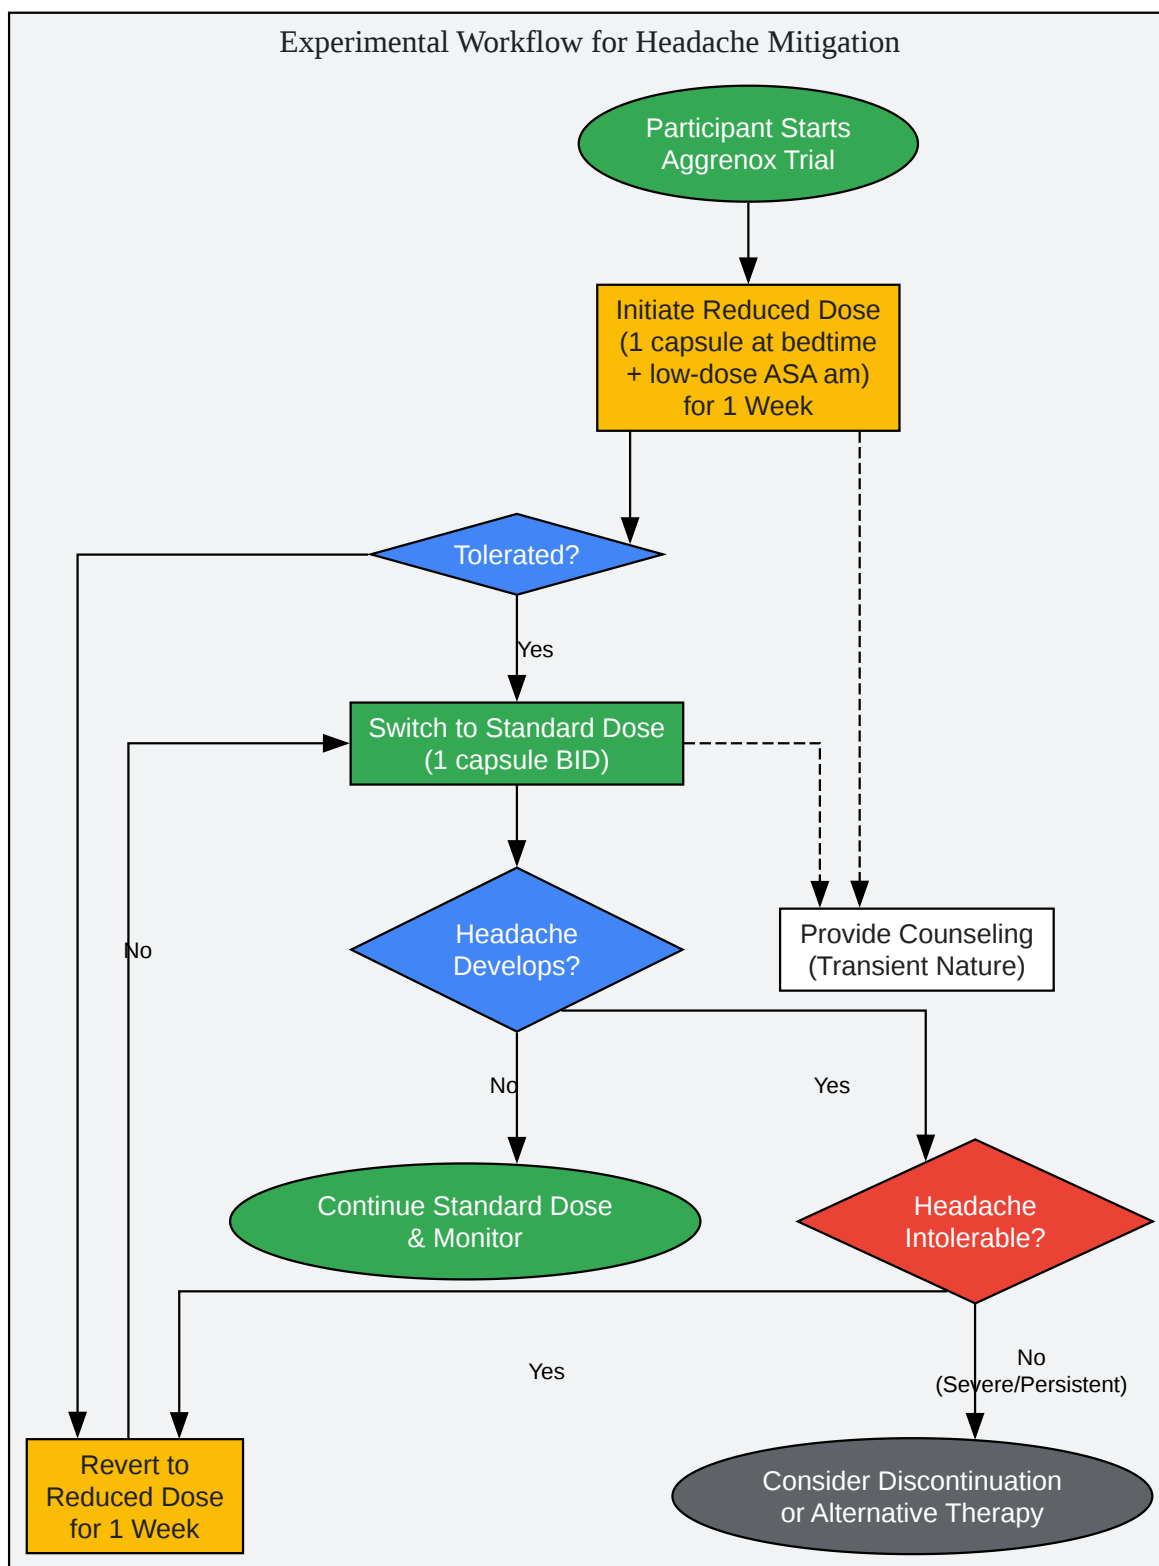 Experimental Workflow for Headache Mitigation
Participant Starts
Aggrenox Trial
Initiate Reduced Dose
(1 capsule at bedtime
+ low-dose ASA am)
for 1 Week
Tolerated?
Yes
Switch to Standard Dose
(1 capsule BID)
Headache
Develops?
No
Provide Counseling
(Transient Nature)
No
Yes
Continue Standard Dose
& Monitor
Headache
Intolerable?
Yes
No
(Severe/Persistent)
Revert to
Reduced Dose
for 1 Week
Consider Discontinuation
or Alternative Therapy